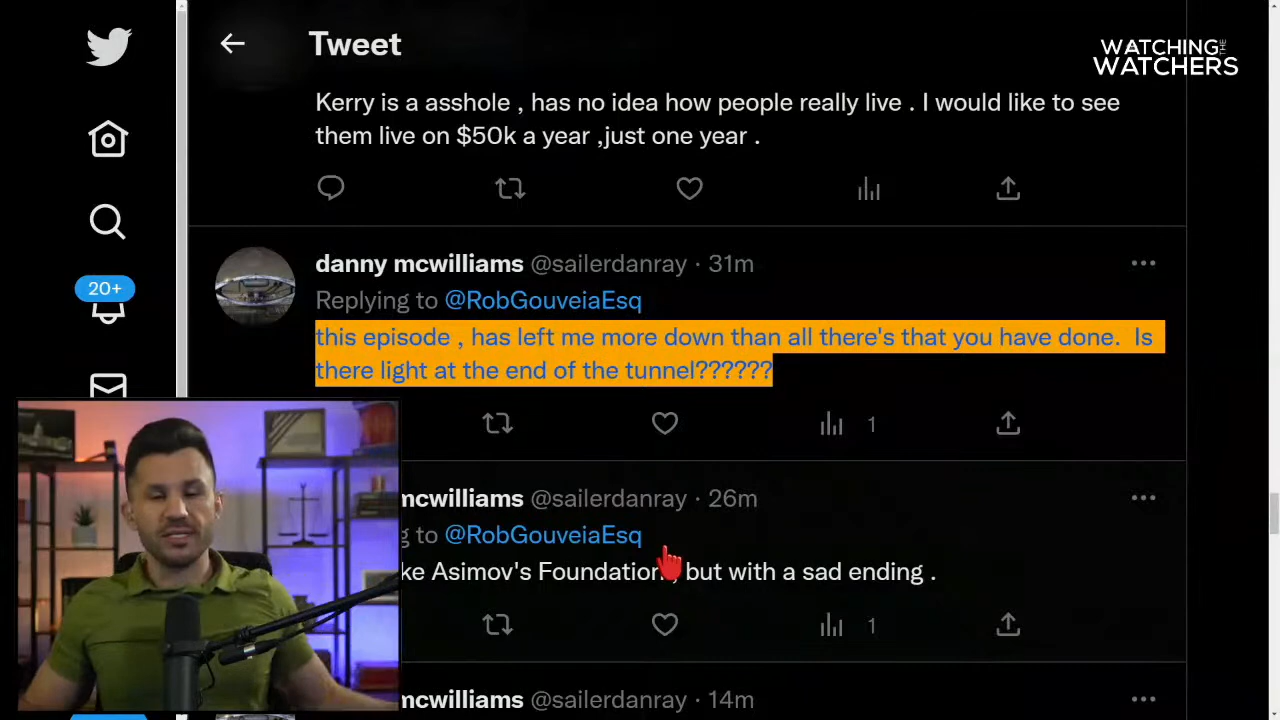 Tweet
WATCHING THE
WATCHERS
Kerry is a asshole , has no idea how people really live . I would like to see
them live on $50k a year ,just one year .
20+
danny mcwilliams @sailerdanray · 31m
Replying to @RobGouveiaEsq
this episode , has left me more down than all there's that you have done. Is
there light at the end of the tunnel??????
1
mcwilliams @sailerdanray · 26m
g to @RobGouveiaEsq
ke Asimov's Foundation , but with a sad ending .
1
mcwilliams @sailerdanray · 14m